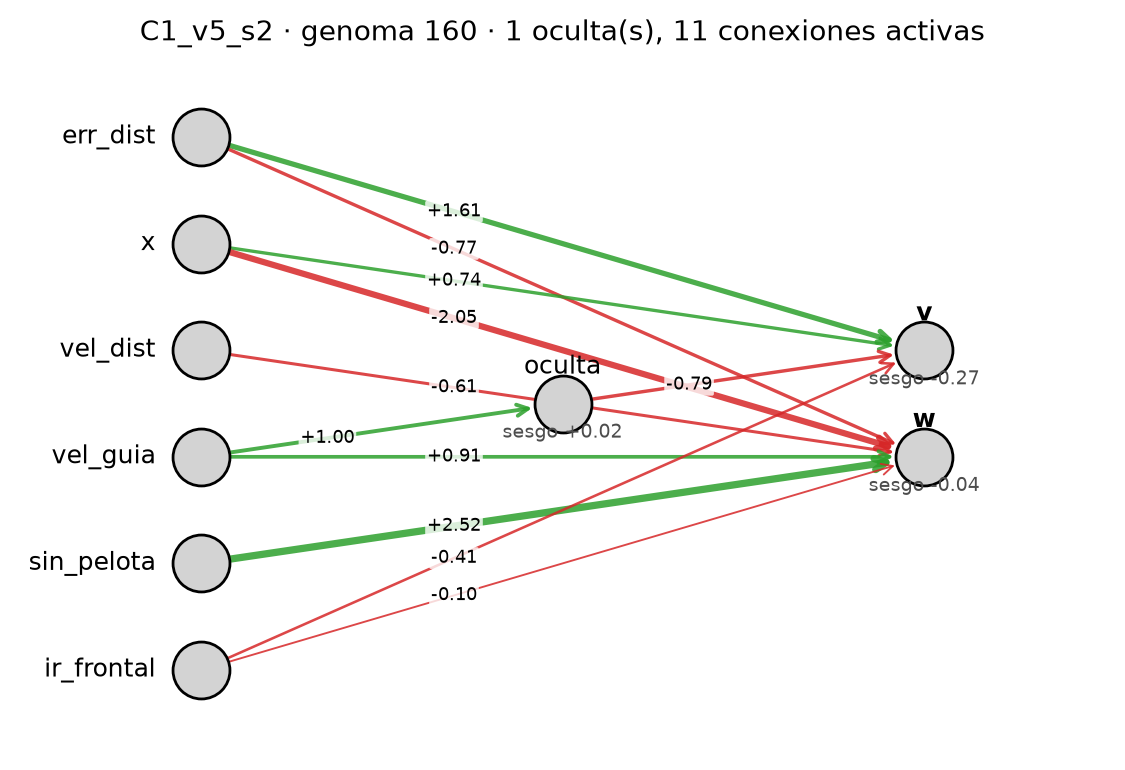 C1_v5_s2 · genoma 160 · 1 oculta(s), 11 conexiones activas
err_dist
+1.61
x
-0.77
+0.74
-2.05
v
sesgo -0.27
vel_dist
oculta
-0.79
-0.61
sesgo +0.02
w
sesgo -0.04
vel_guia
+1.00
+0.91
+2.52
sin_pelota
-0.41
-0.10
ir_frontal